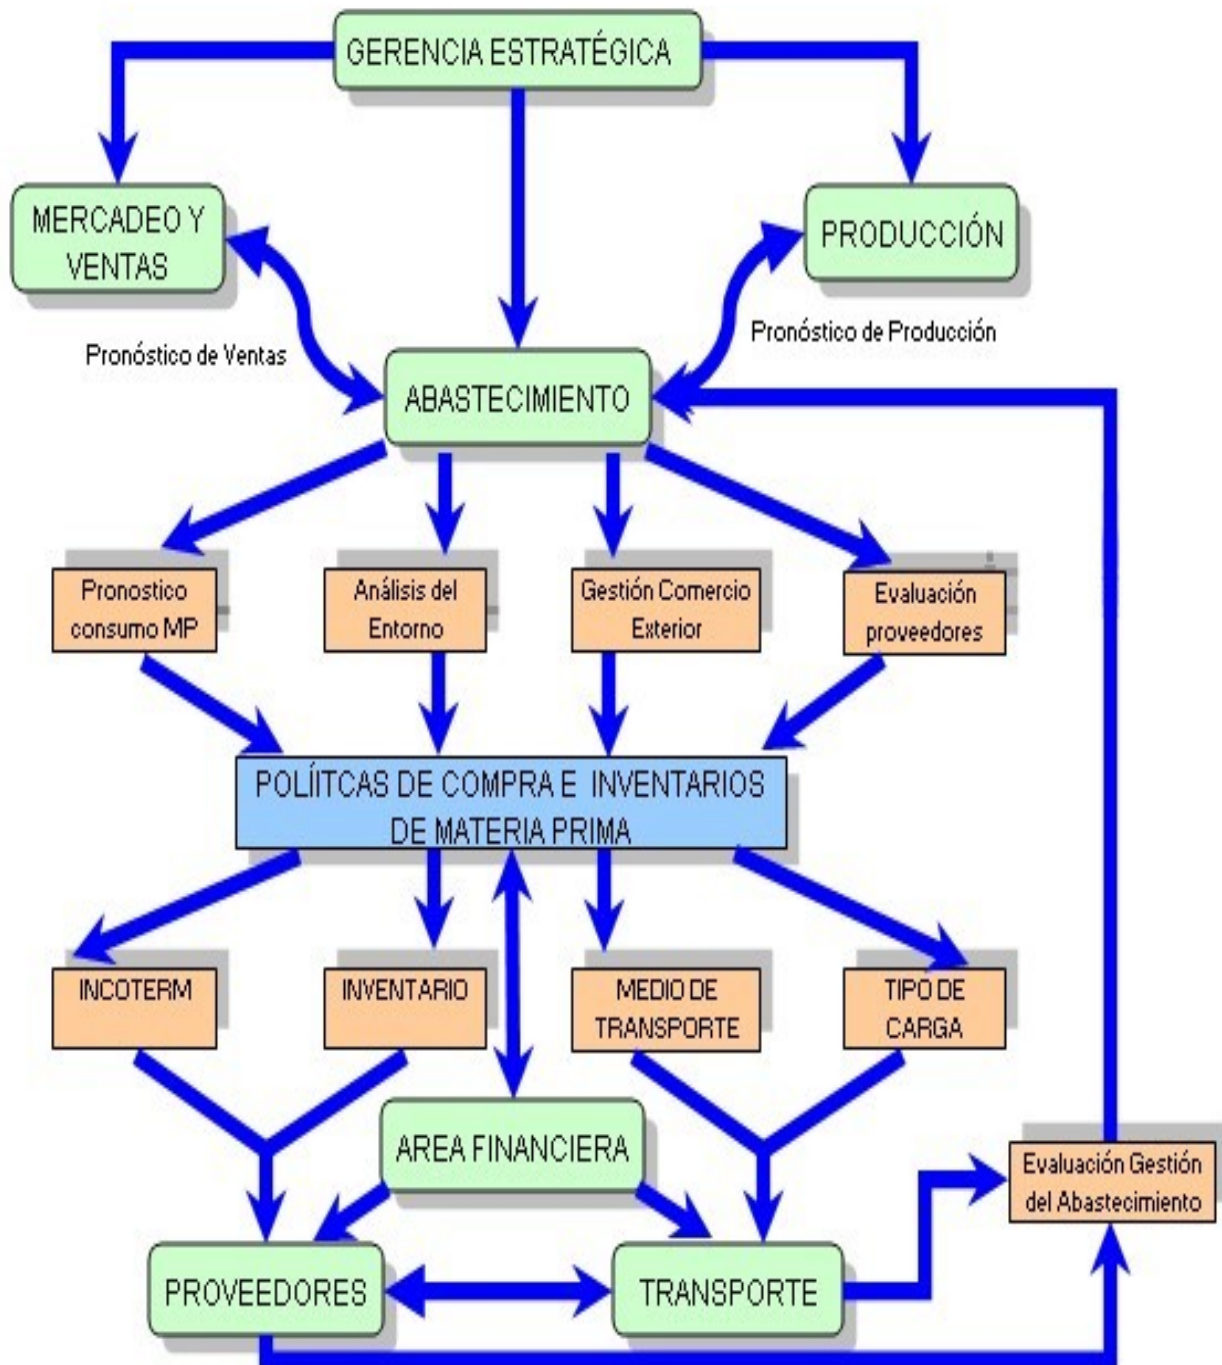 GERENCIA ESTRATÉGICA
MERCADEO Y
VENTAS
PRODUCCIÓN
Pronóstico de Ventas
Pronóstico de Producción
ABASTECIMIENTO
Pronostico
consumo MP
Análisis del
Entorno
Gestión Comercio
Exterior
Evaluación
proveedores
POLÍITCAS DE COMPRA E INVENTARIOS
DE MATERIA PRIMA
INCOTERM
INVENTARIO
MEDIO DE
TRANSPORTE
TIPO DE
CARGA
AREA FINANCIERA
Evaluación Gestión
del Abastecimiento
PROVEEDORES
TRANSPORTE